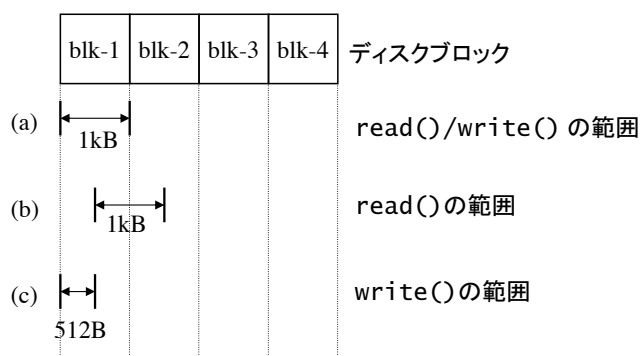 blk-1 blk-2 blk-3 blk-4 ディスクブロック
(a) 1kB read()/write() の範囲
(b) 1kB read()の範囲
(c) write()の範囲
512B